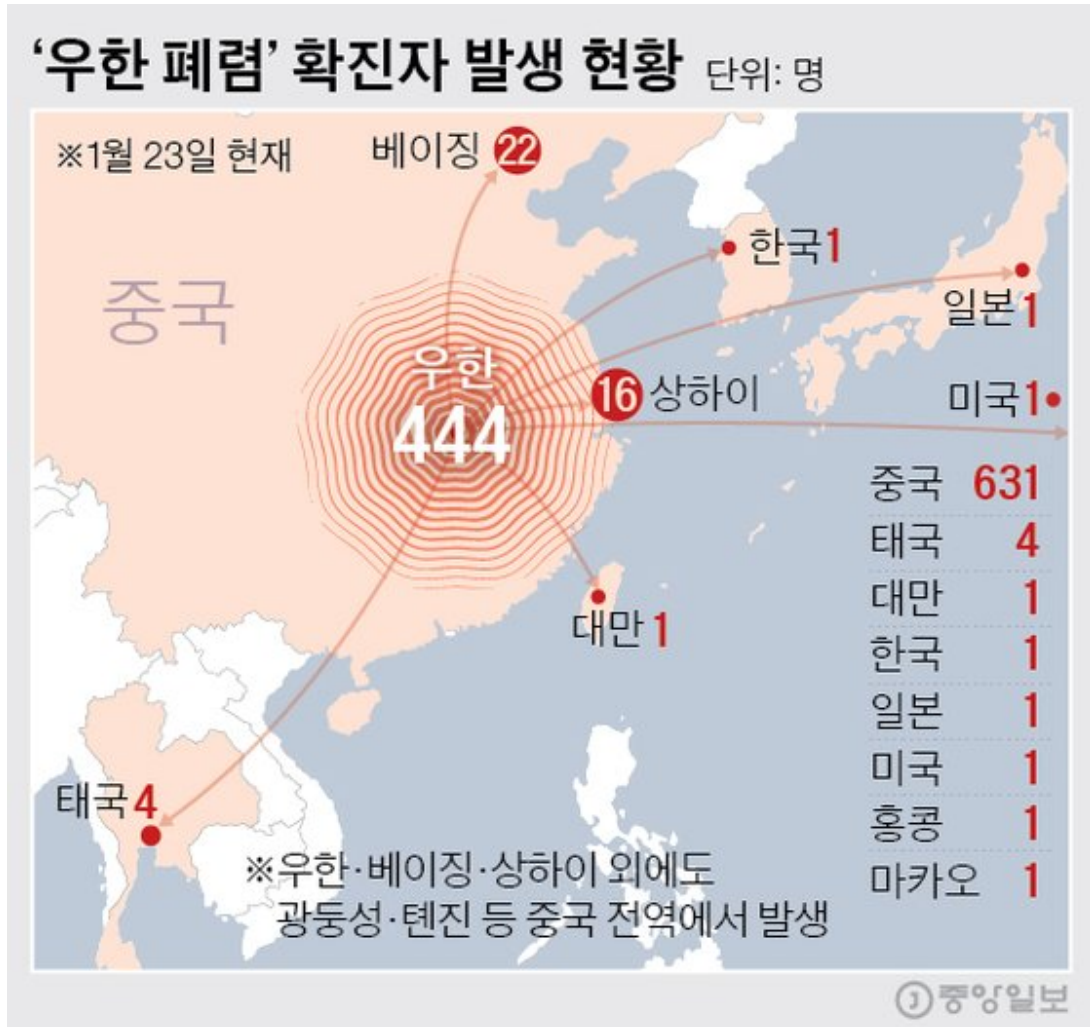 ‘우한 폐렴’ 확진자 발생 현황 단위: 명
※1월 23일 현재
베이징 22
중국
한국 1
일본 1
우한
444
16 상하이
미국 1
중국 631
태국 4
대만 1
한국 1
일본 1
미국 1
홍콩 1
마카오 1
대만 1
태국 4
※우한·베이징·상하이 외에도
광둥성·톈진 등 중국 전역에서 발생
J 중앙일보